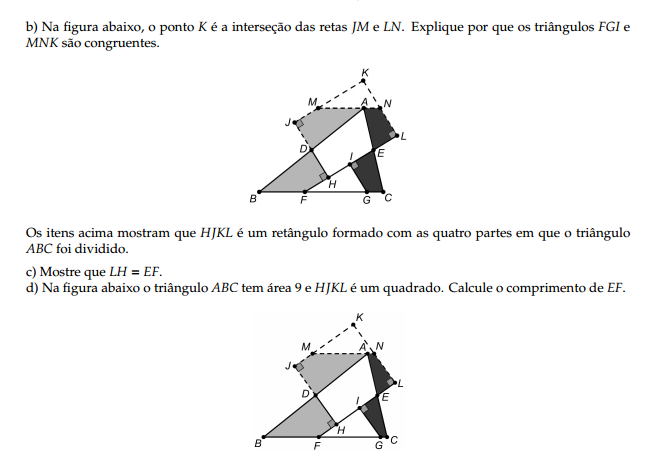 b) Na figura abaixo, o ponto K é a interseção das retas JM e LN. Explique por que os triângulos FGI e
MNK são congruentes.
K
M A N
J
L
D I E
H
B F G C
Os itens acima mostram que HJKL é um retângulo formado com as quatro partes em que o triângulo
ABC foi dividido.
c) Mostre que LH = EF.
d) Na figura abaixo o triângulo ABC tem área 9 e HJKL é um quadrado. Calcule o comprimento de EF.
K
M A N
J
L
D I E
H
B F G C